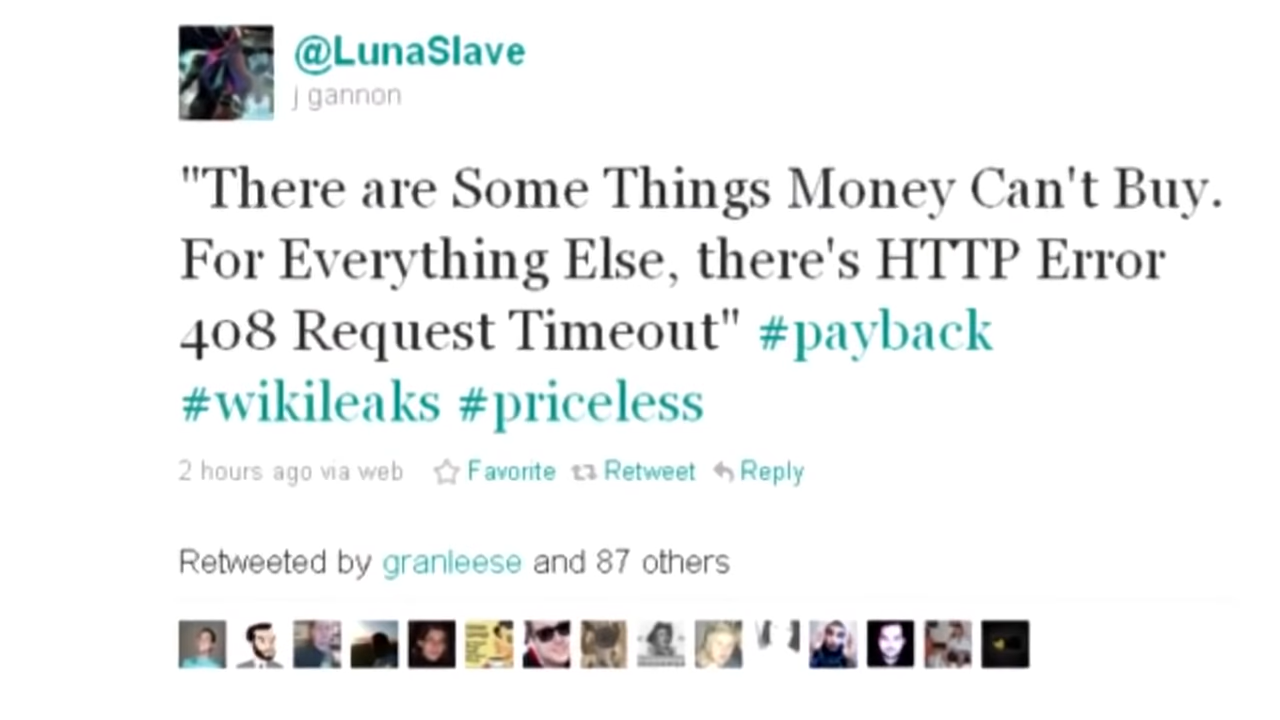 @LunaSlave
j gannon
"There are Some Things Money Can't Buy.
For Everything Else, there's HTTP Error
408 Request Timeout" #payback
#wikileaks #priceless
2 hours ago via web Favorite Retweet Reply
Retweeted by granleese and 87 others